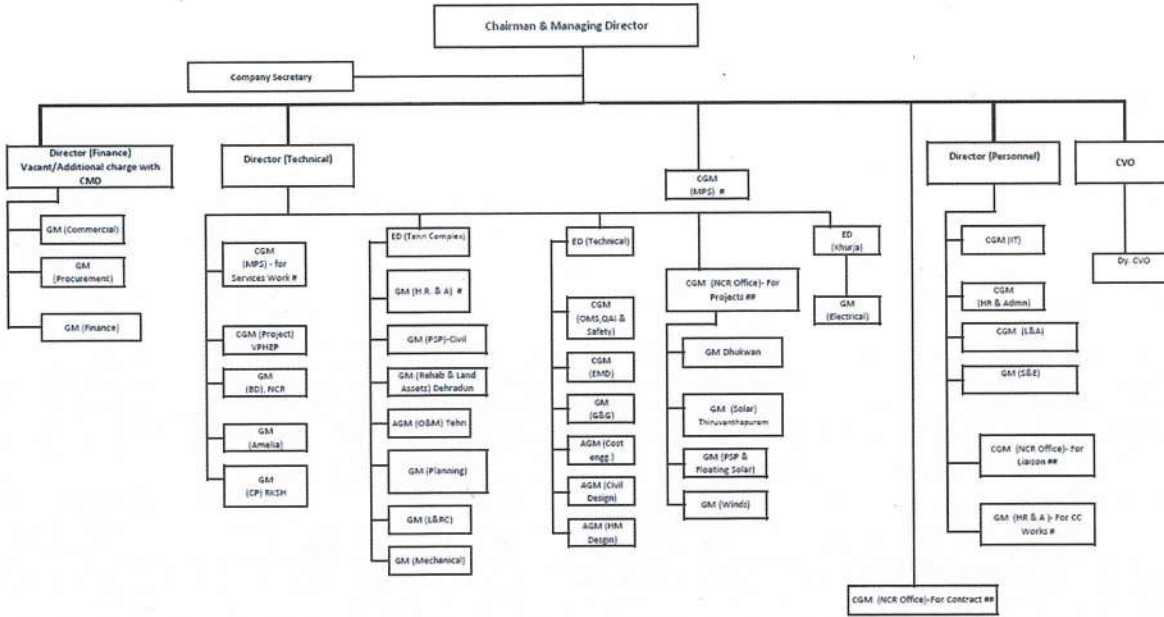 Chairman & Managing Director
Company Secretary
Director (Finance)
Vacant/Additional charge with
CMD
Director (Technical)
CGM
(MPS) #
Director (Personnel)
CVO
GM (Commercial)
GM
(Procurement)
GM (Finance)
CGM
(MPS) - for
Services Work #
CGM (Project)
VPHEP
GM
(BD), NCR
GM
(Amelia)
GM
(CP) RKSH
ED (Tehri Complex)
GM (H.R. & A) #
GM (PSP)-Civil
GM (Rehab & Land
Assets) Dehradun
AGM (O&M) Tehri
GM (Planning)
GM (L&RC)
GM (Mechanical)
ED (Technical)
CGM
(OMS,QAI &
Safety)
CGM
(EMD)
GM
(G&G)
AGM (Cost
engg.)
AGM (Civil
Design)
AGM (HM
Desgin)
CGM (NCR Office)- For
Projects ##
GM Dhukwan
GM (Solar)
Thiruvanthapuram
GM (PSP &
Floating Solar)
GM (Winds)
ED
(Khurja)
GM
(Electrical)
CGM (IT)
CGM
(HR & Admn)
CGM (L&A)
GM (S&E)
CGM (NCR Office)- For
Liaison ##
GM (HR & A )- For CC
Works #
Dy. CVO
CGM (NCR Office)-For Contract ##